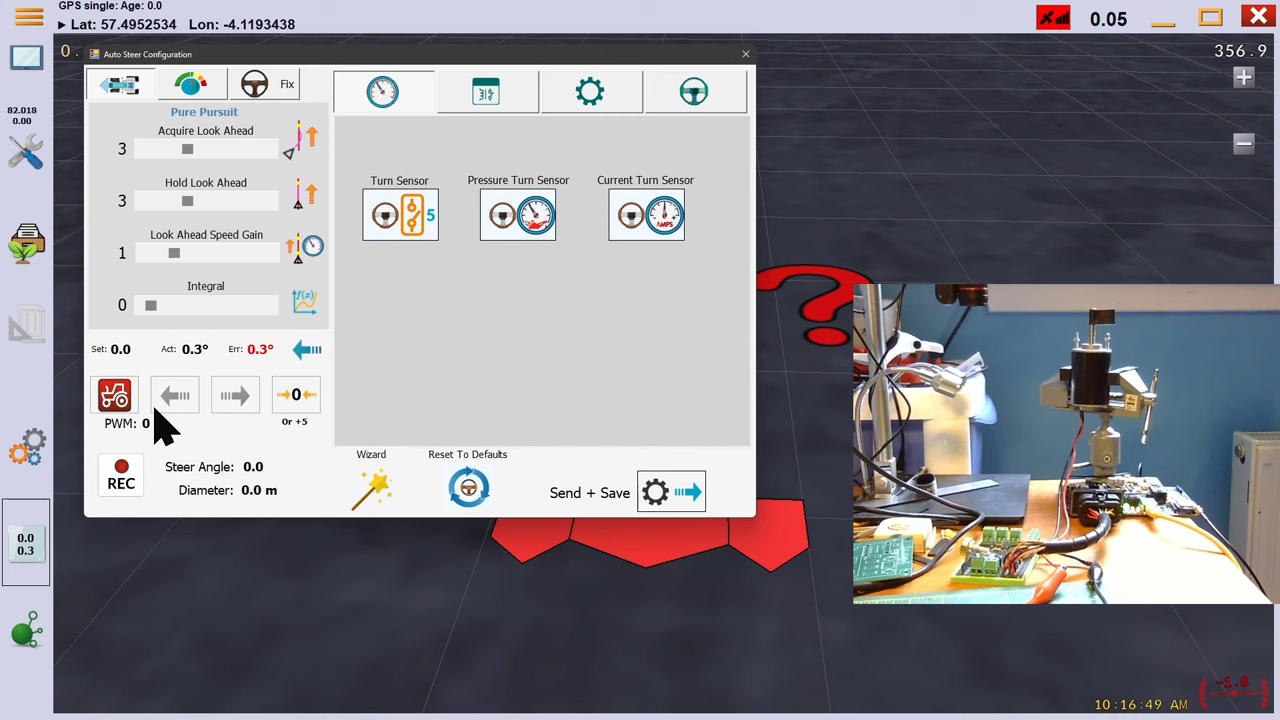 GPS single: Age: 0.0
Lat: 57.4952534 Lon: -4.1193438
0.05
0.
356.9
82.018
0.00
Auto Steer Configuration
Fix
Pure Pursuit
Acquire Look Ahead
3
Hold Look Ahead
3
Look Ahead Speed Gain
1
Integral
0
f(x)
Set: 0.0 Act: 0.3° Err: 0.3°
→0←
PWM: 0
Or +5
REC
Steer Angle: 0.0
Diameter: 0.0 m
Turn Sensor
Pressure Turn Sensor
Current Turn Sensor
5
AMPS
Wizard
Reset To Defaults
Send + Save
?
0.0
0.3
-1.8
10:16:49 AM